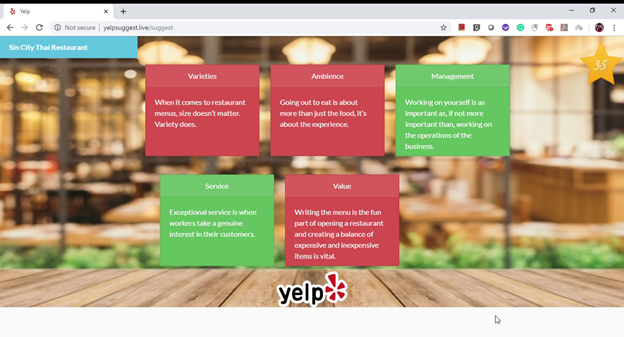 Yelp
Not secure | yelpsuggest.live/suggest
Sin City Thai Restaurant
35
Varieties
When it comes to restaurant
menus, size doesn't matter.
Variety does.
Ambience
Going out to eat is about
more than just the food, it's
about the experience.
Management
Working on yourself is as
important as, if not more
important than, working on
the operations of the
business.
Service
Exceptional service is when
workers take a genuine
interest in their customers.
Value
Writing the menu is the fun
part of opening a restaurant
and creating a balance of
expensive and inexpensive
items is vital.
yelp